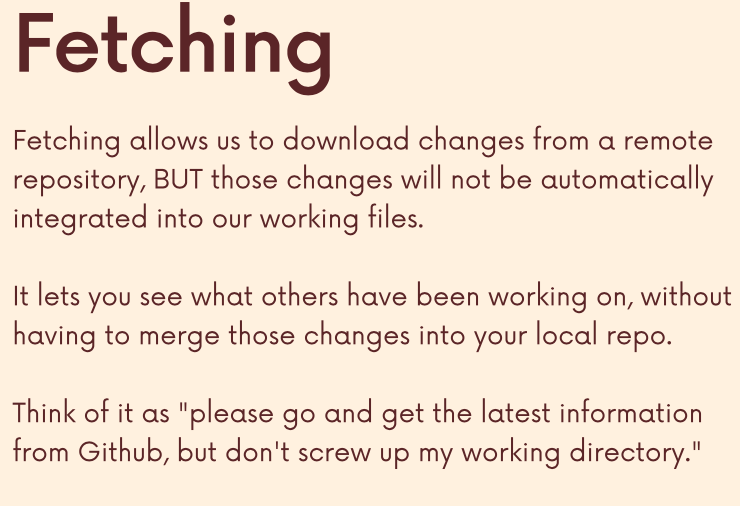 Fetching
Fetching allows us to download changes from a remote
repository, BUT those changes will not be automatically
integrated into our working files.
It lets you see what others have been working on, without
having to merge those changes into your local repo.
Think of it as "please go and get the latest information
from Github, but don't screw up my working directory."